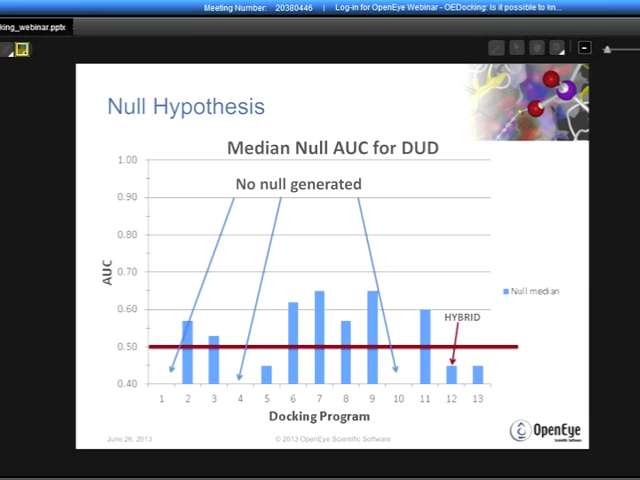 Meeting Number: 20380446 | Log-in for OpenEye Webinar - OEDocking: Is it possible to kn...
king_webinar.pptx
Null Hypothesis
Median Null AUC for DUD
No null generated
1.00
0.90
0.80
0.70
0.60
0.50
0.40
AUC
HYBRID
Null median
1 2 3 4 5 6 7 8 9 10 11 12 13
Docking Program
June 26, 2013
© 2013 OpenEye Scientific Software
OpenEye
Scientific Software